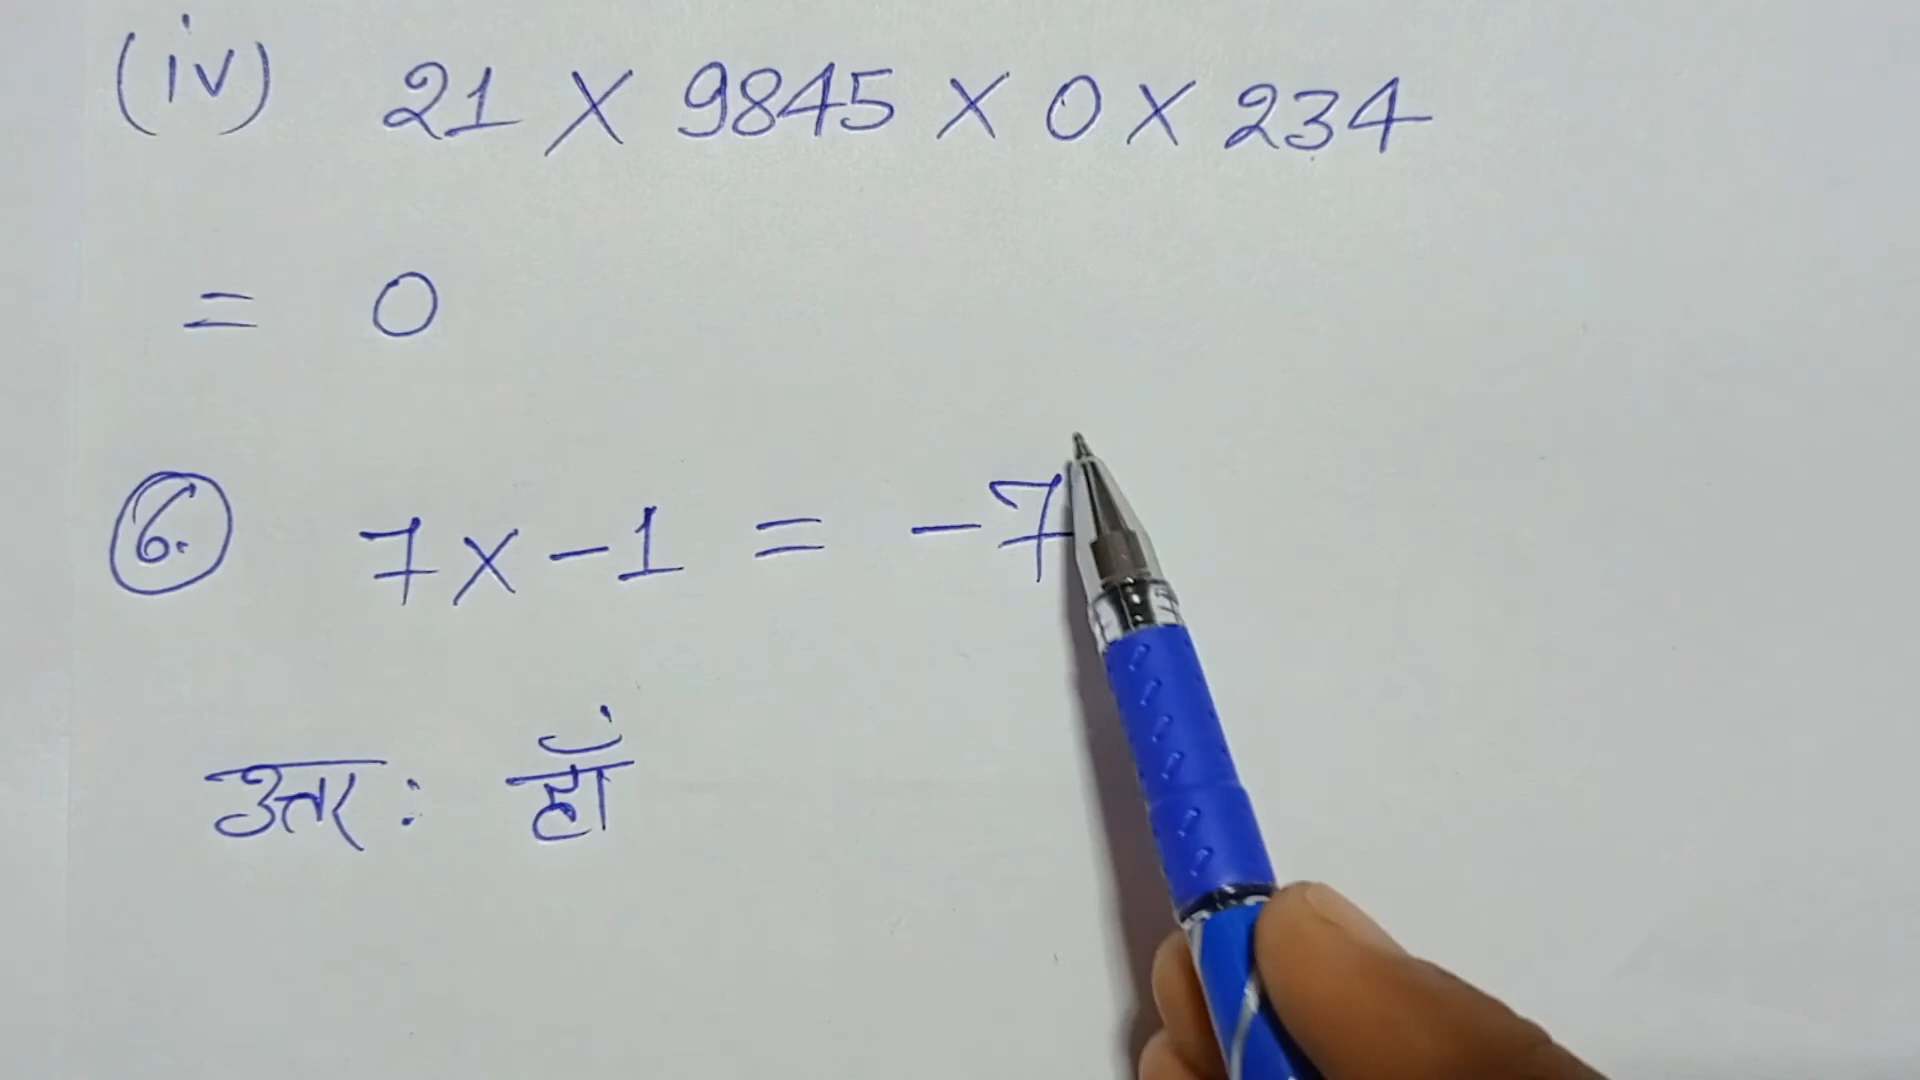 (iv) 21 × 9845 × 0 × 234
= 0
6. 7 × -1 = -7
उत्तर : हाँ